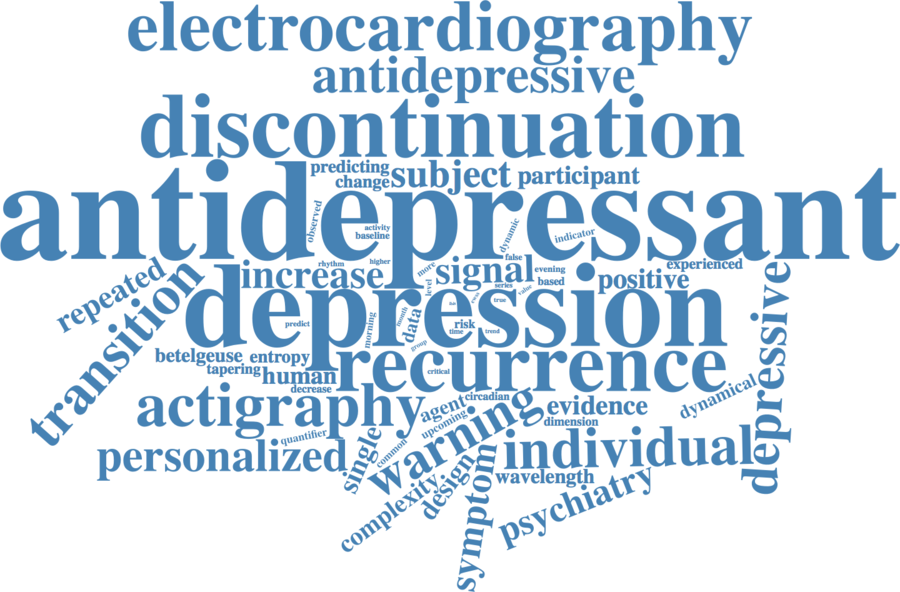 electrocardiography
antidepressive
discontinuation
predicting
change
subject
participant
antidepressant
observed
activity
baseline
dynamic
indicator
repeated
transition
rhythm
higher
increase
more
signal
false
evening
based
series
positive
experienced
depressive
depression
level
true
value
predict
morning
month
data
risk
time
trend
group
betelgeuse
entropy
tapering
human
decrease
recurrence
critical
actigraphy
agent
circadian
upcoming
warning
evidence
dimension
dynamical
personalized
quantifier
single
common
complexity
design
symptom
individual
wavelength
psychiatry